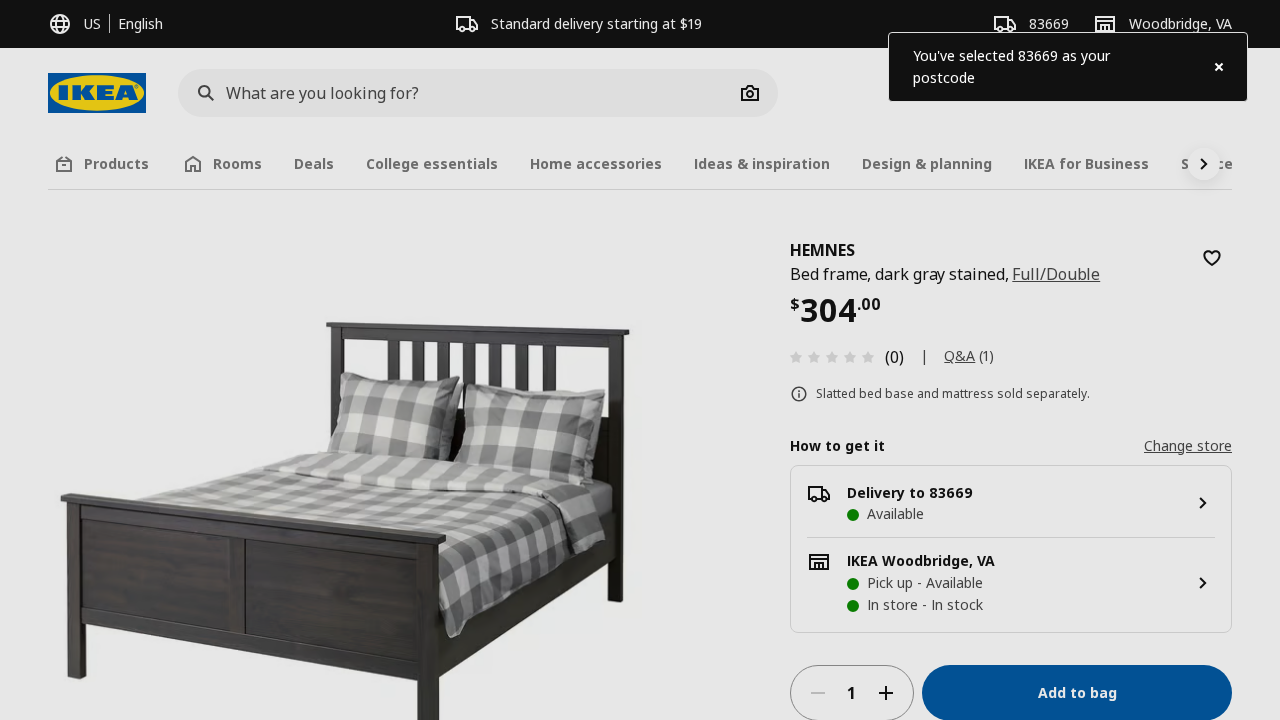 US
English
Standard delivery starting at $19
83669
Woodbridge, VA
You've selected 83669 as your
postcode
IKEA
What are you looking for?
Products
Rooms
Deals
College essentials
Home accessories
Ideas & inspiration
Design & planning
IKEA for Business
HEMNES
Bed frame, dark gray stained, Full/Double
$304.00
(0)
|
Q&A (1)
Slatted bed base and mattress sold separately.
How to get it
Change store
Delivery to 83669
Available
IKEA Woodbridge, VA
Pick up - Available
In store - In stock
1
Add to bag